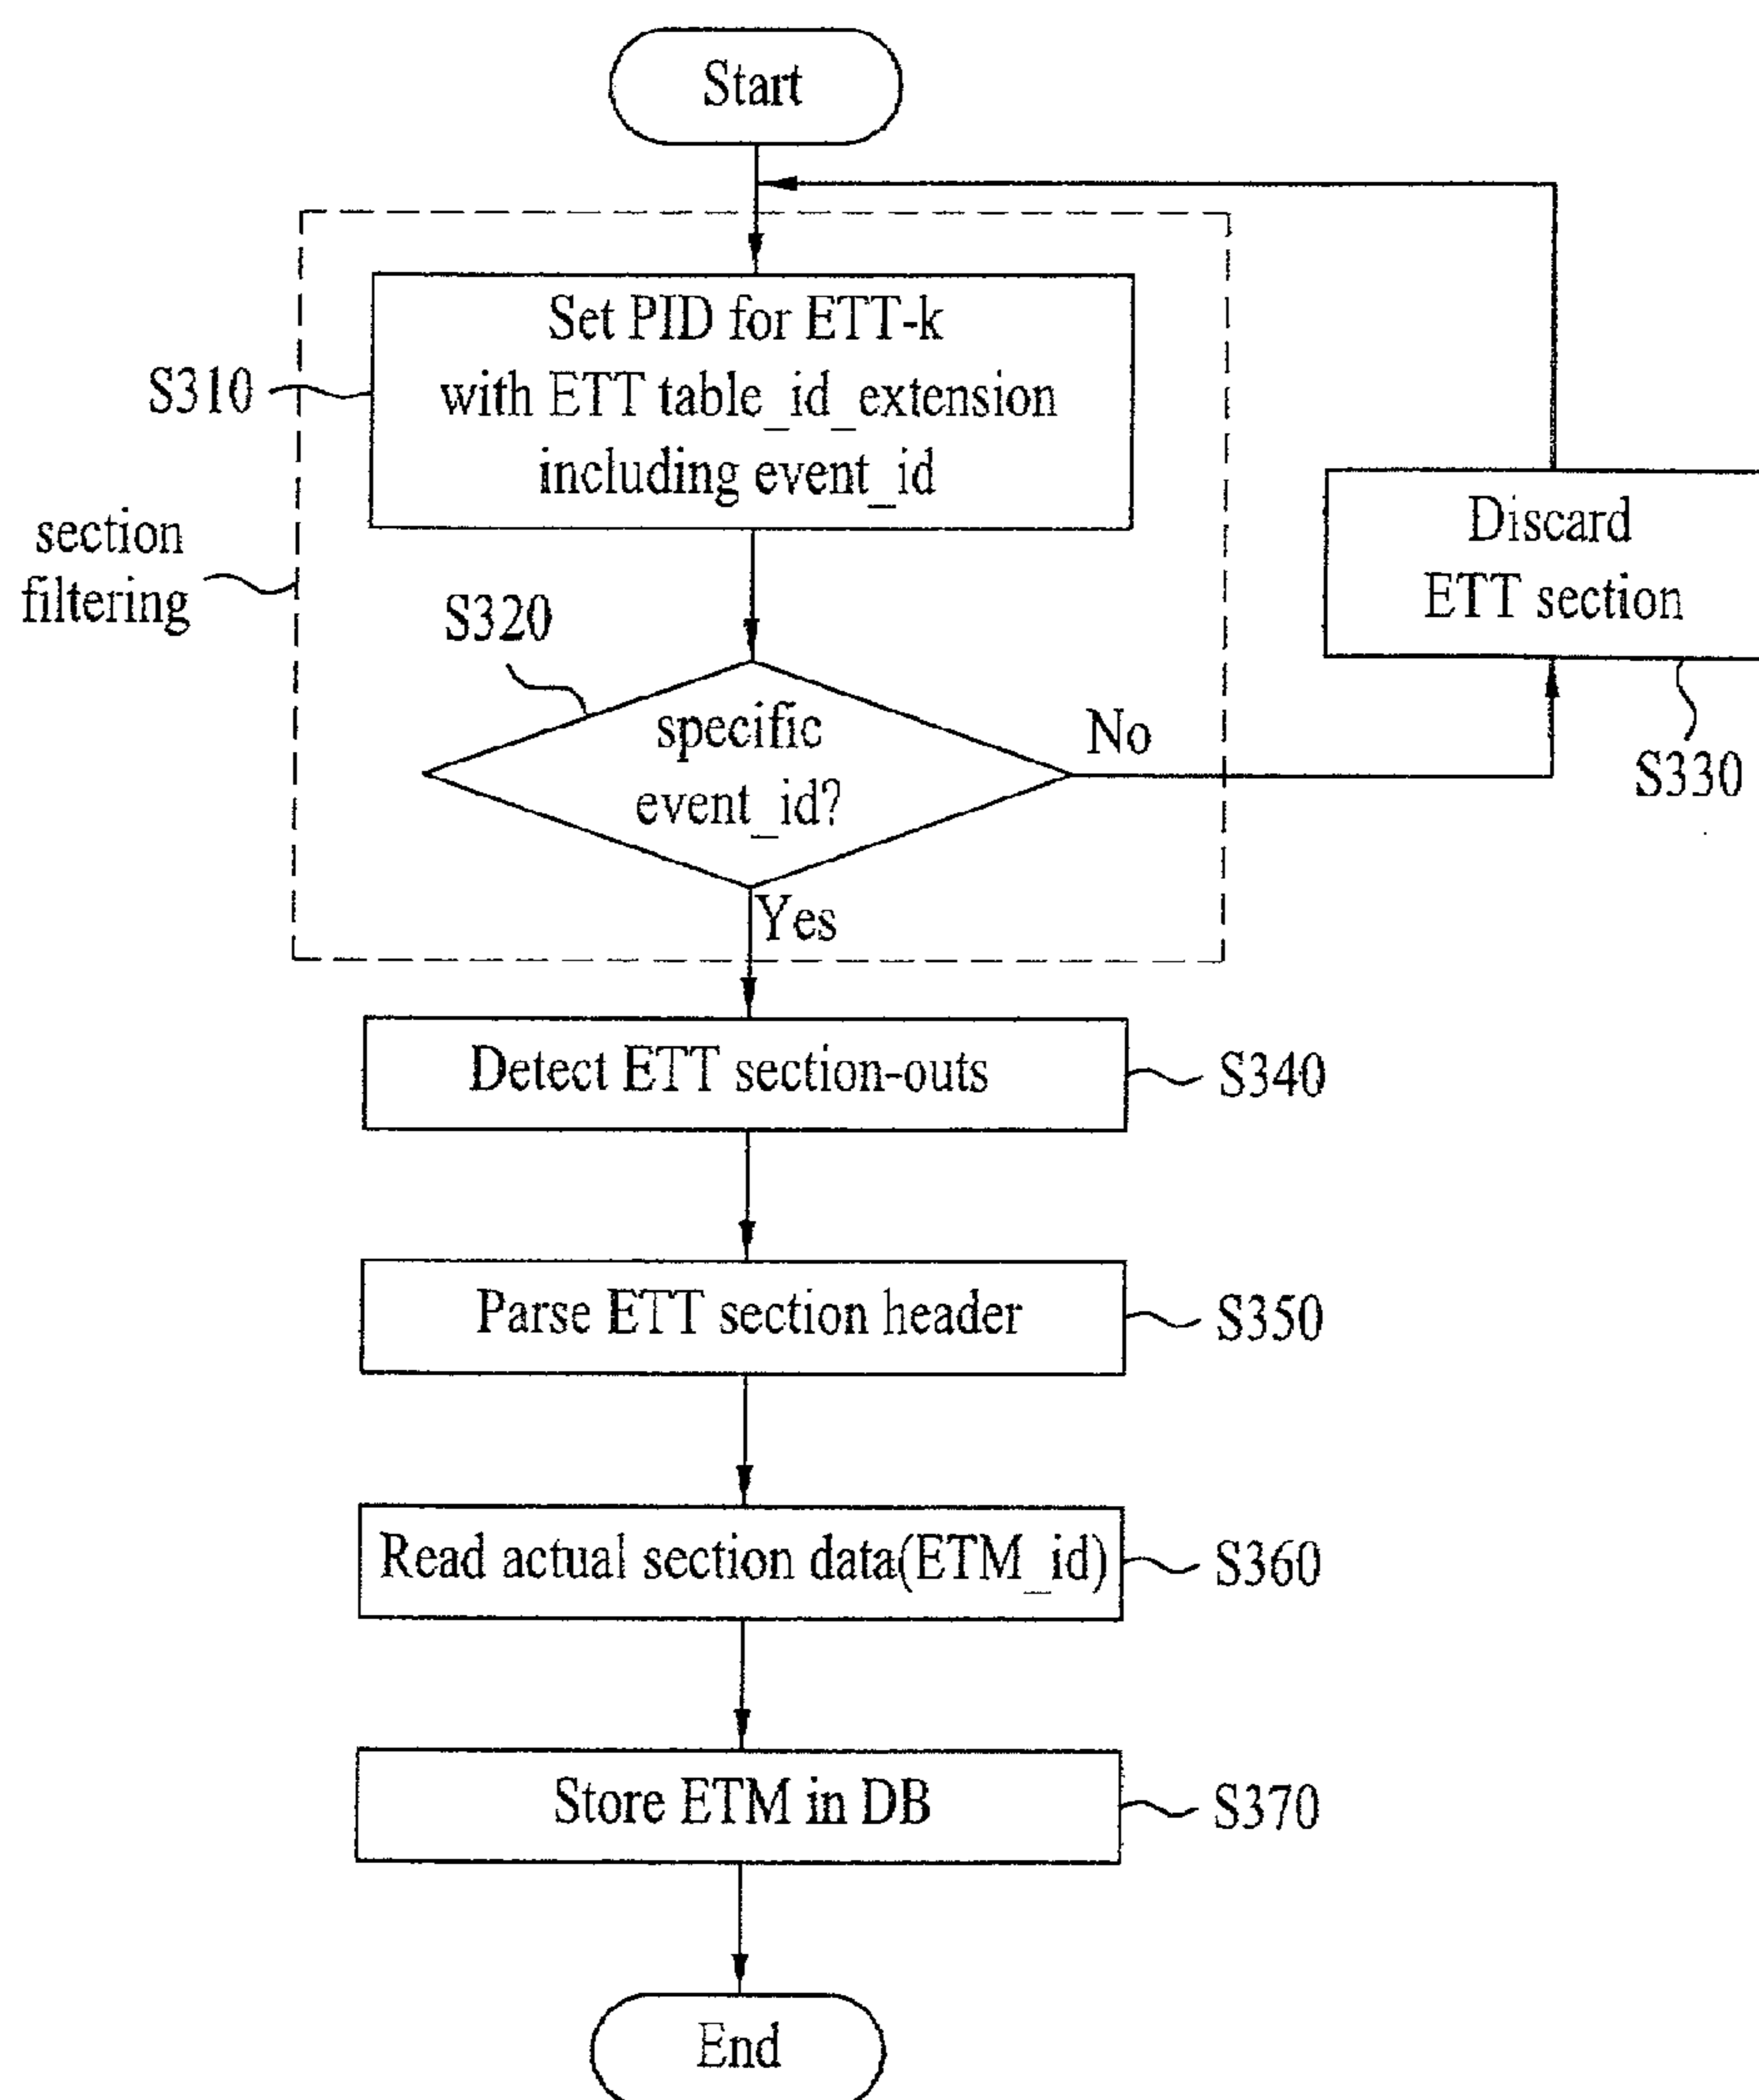 Start
Set PID for ETT-k
with ETT table_id_extension
including event_id
S310
section
filtering
Discard
ETT section
S330
S320
specific
event_id?
No
Yes
Detect ETT section-outs
S340
Parse ETT section header
S350
Read actual section data(ETM_id)
S360
Store ETM in DB
S370
End